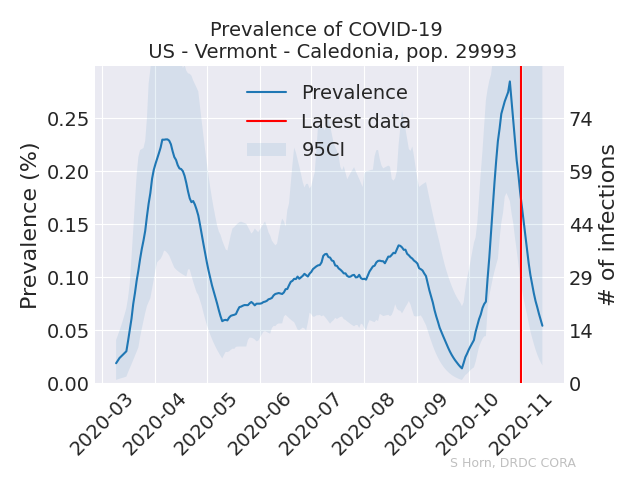 Prevalence of COVID-19
US - Vermont - Caledonia, pop. 29993
Prevalence
Latest data
95CI
Prevalence (%)
0.25
0.20
0.15
0.10
0.05
0.00
74
59
44
29
14
0
# of infections
2020-03
2020-04
2020-05
2020-06
2020-07
2020-08
2020-09
2020-10
2020-11
S Horn, DRDC CORA